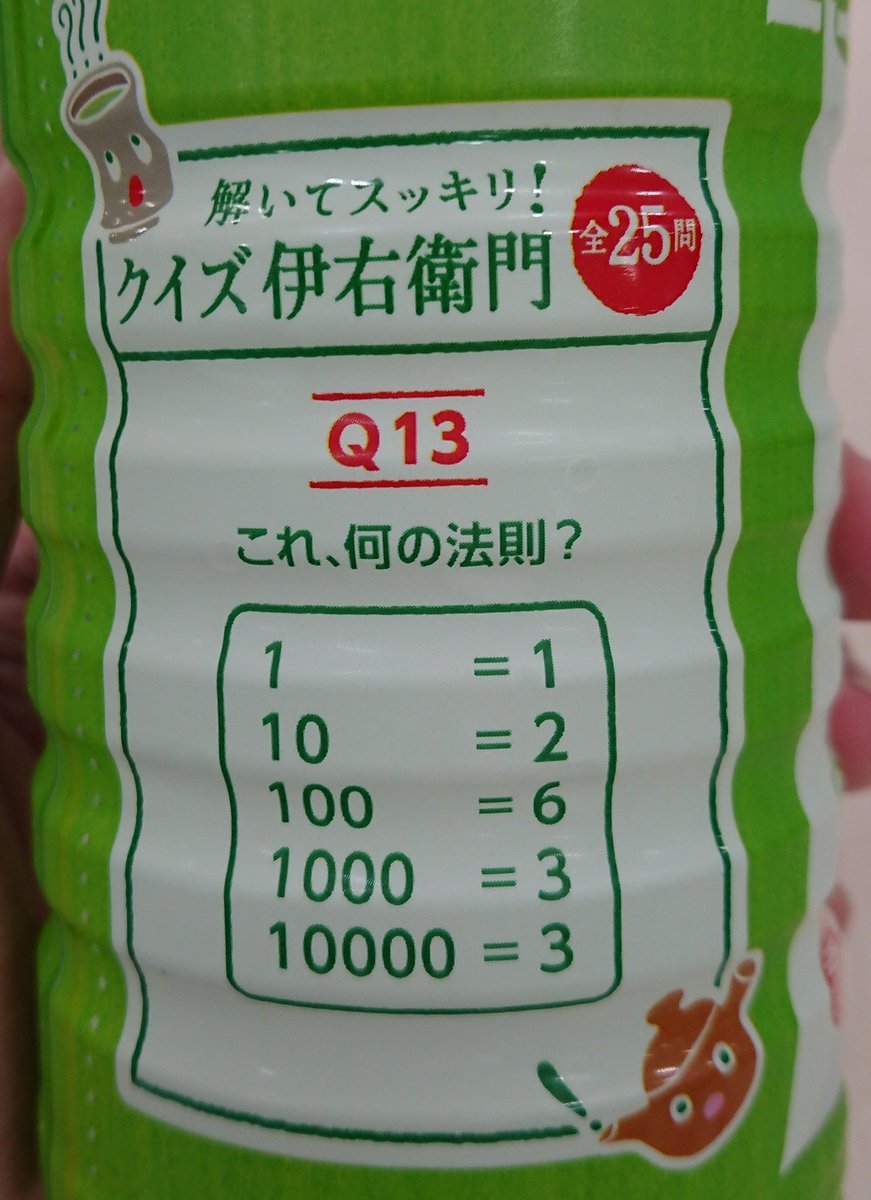 解いてスッキリ!
クイズ 伊右衛門
全25問
Q13
これ、何の法則?
1 = 1
10 = 2
100 = 6
1000 = 3
10000 = 3